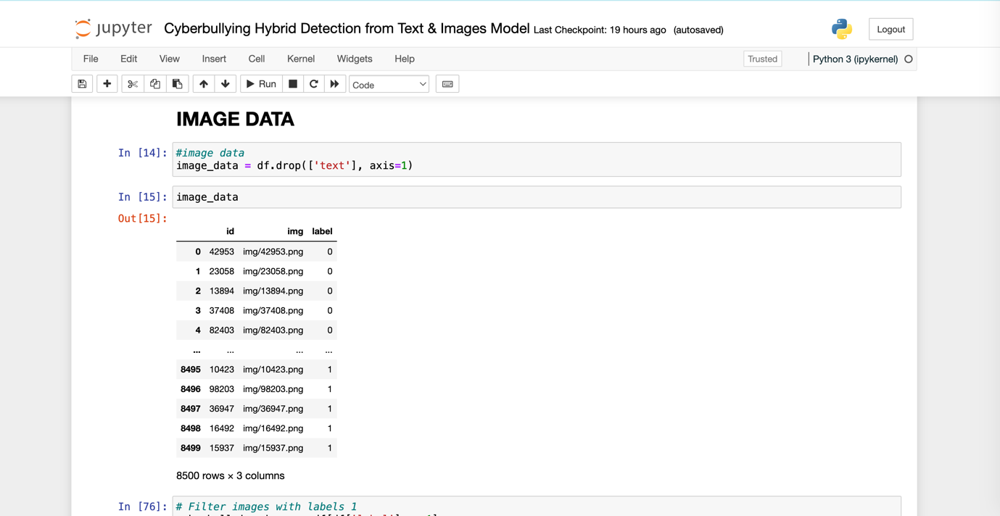 jupyter Cyberbullying Hybrid Detection from Text & Images Model Last Checkpoint: 19 hours ago (autosaved) Logout
File Edit View Insert Cell Kernel Widgets Help Trusted Python 3 (ipykernel)
Run Code
IMAGE DATA
In [14]: #image data
image_data = df.drop(['text'], axis=1)
In [15]: image_data
Out[15]:
id img label
0 42953 img/42953.png 0
1 23058 img/23058.png 0
2 13894 img/13894.png 0
3 37408 img/37408.png 0
4 82403 img/82403.png 0
... ... ... ...
8495 10423 img/10423.png 1
8496 98203 img/98203.png 1
8497 36947 img/36947.png 1
8498 16492 img/16492.png 1
8499 15937 img/15937.png 1
8500 rows × 3 columns
In [76]: # Filter images with labels 1